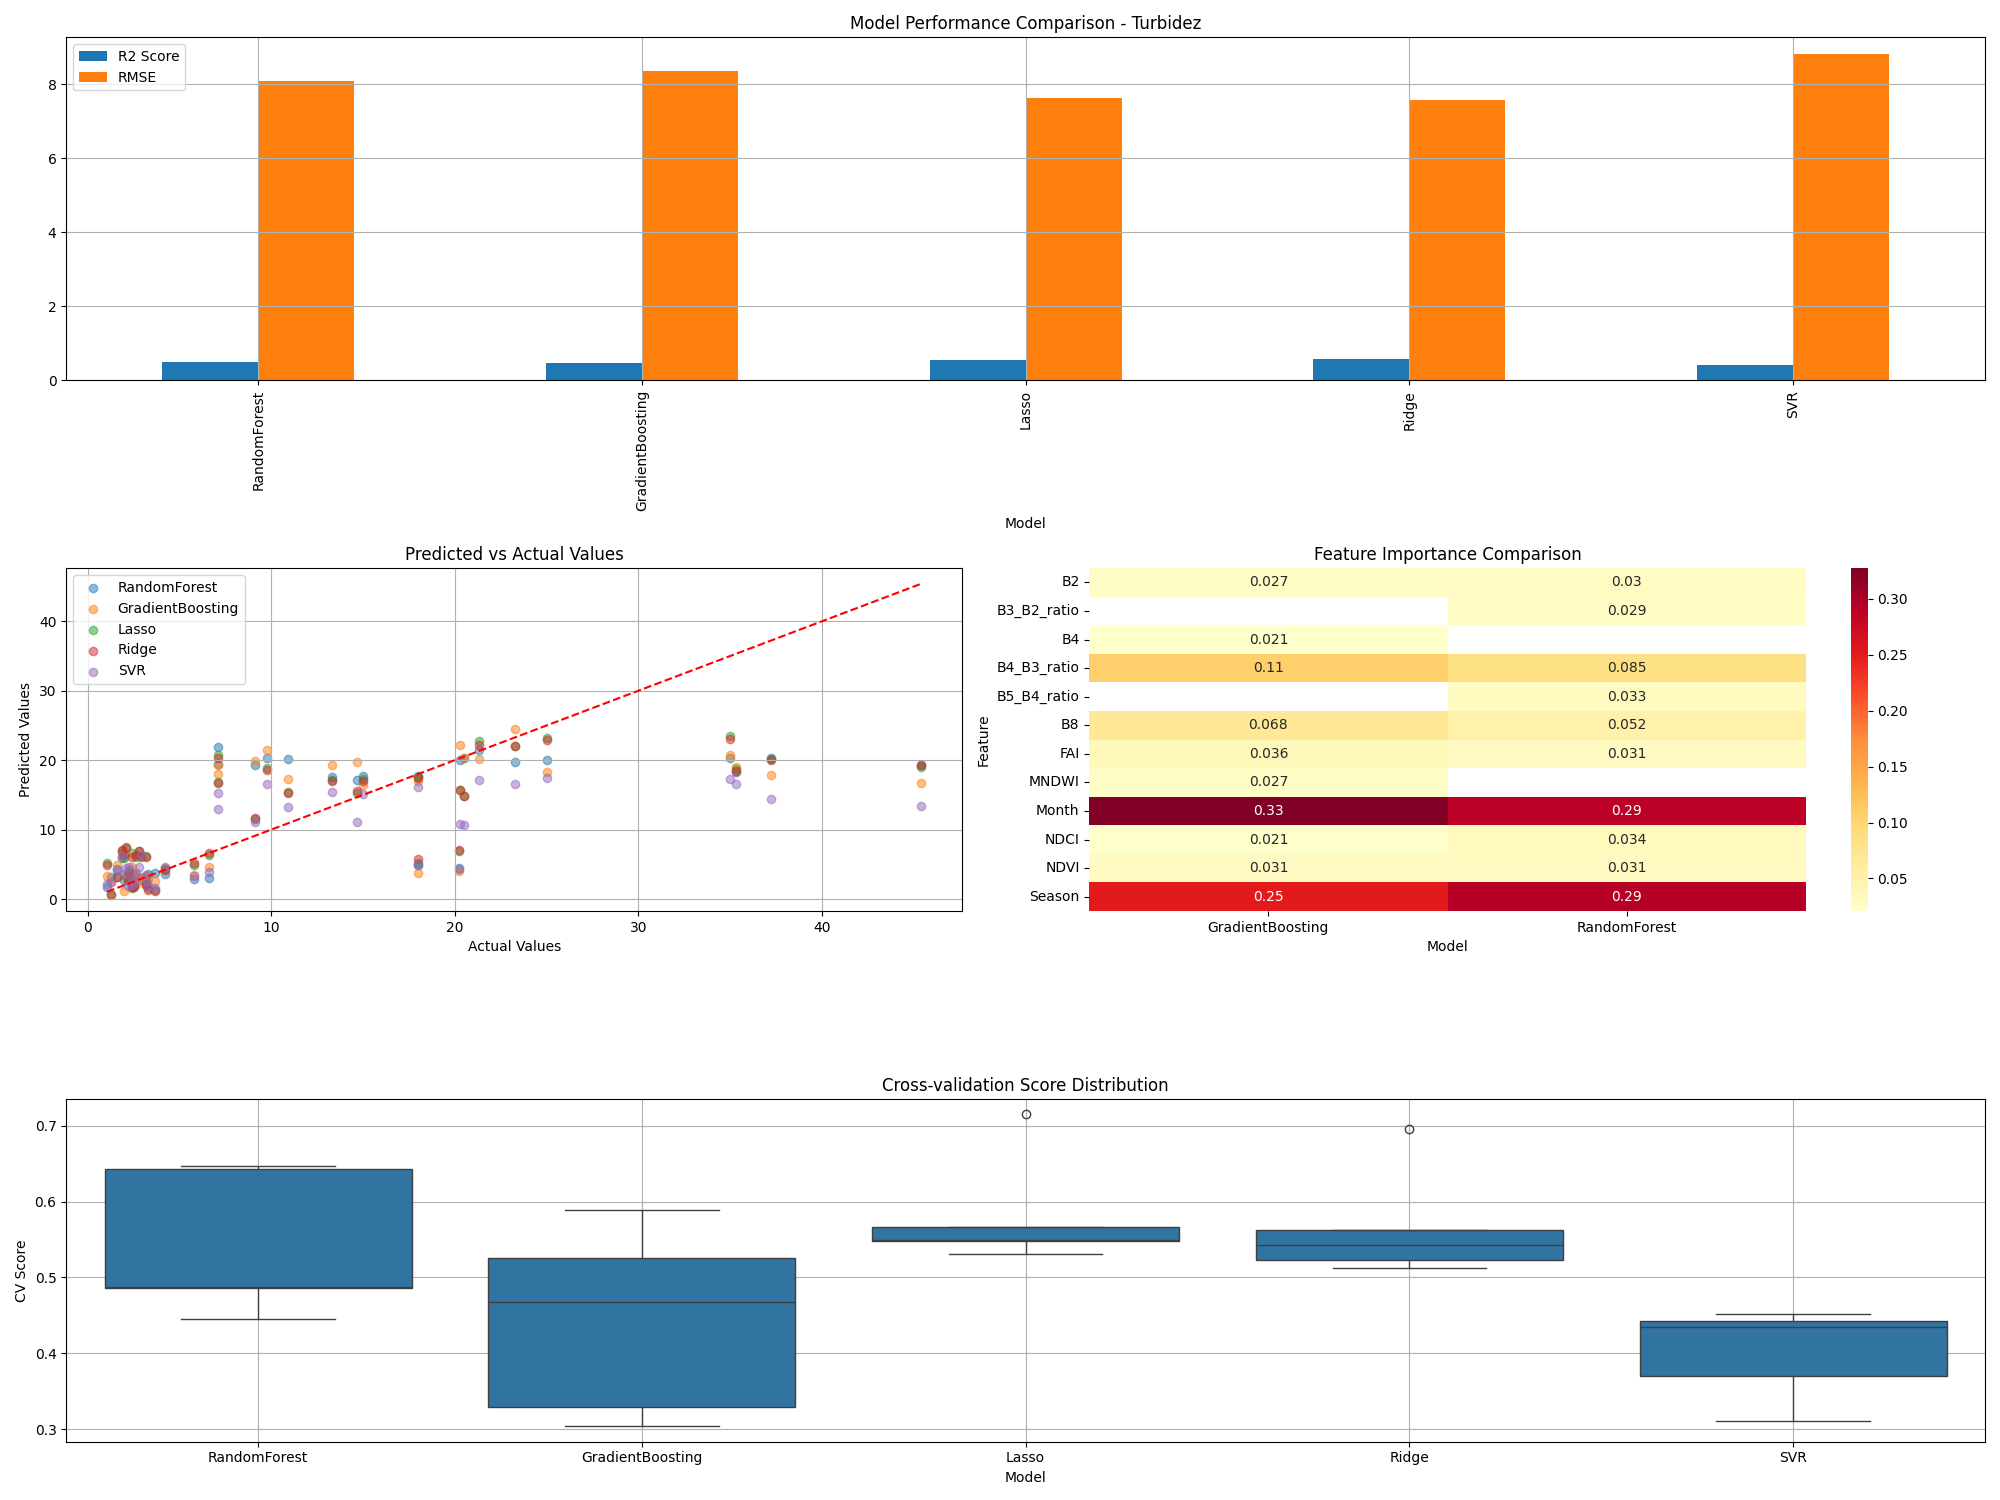 Model Performance Comparison - Turbidez
R2 Score
RMSE
8
6
4
2
0
RandomForest
GradientBoosting
Lasso
Ridge
SVR
Model
Predicted vs Actual Values
RandomForest
GradientBoosting
Lasso
Ridge
SVR
Predicted Values
40
30
20
10
0
0 10 20 30 40
Actual Values
Feature Importance Comparison
Feature
B2 0.027 0.03
B3_B2_ratio 0.029
B4 0.021
B4_B3_ratio 0.11 0.085
B5_B4_ratio 0.033
B8 0.068 0.052
FAI 0.036 0.031
MNDWI 0.027
Month 0.33 0.29
NDCI 0.021 0.034
NDVI 0.031 0.031
Season 0.25 0.29
GradientBoosting RandomForest
Model
0.30
0.25
0.20
0.15
0.10
0.05
Cross-validation Score Distribution
CV Score
0.7
0.6
0.5
0.4
0.3
RandomForest GradientBoosting Lasso Ridge SVR
Model